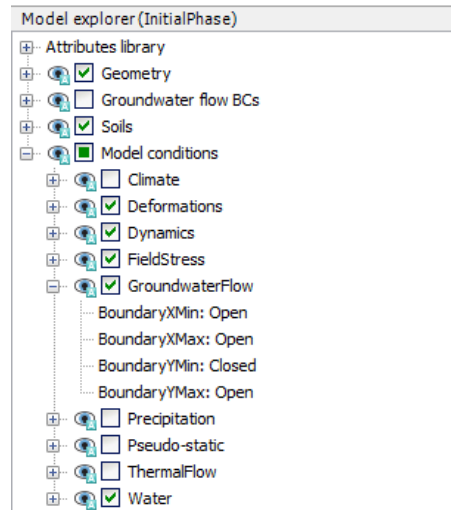 Model explorer (InitialPhase)
Attributes library
Geometry
Groundwater flow BCs
Soils
Model conditions
Climate
Deformations
Dynamics
FieldStress
GroundwaterFlow
BoundaryXMin: Open
BoundaryXMax: Open
BoundaryYMin: Closed
BoundaryYMax: Open
Precipitation
Pseudo-static
ThermalFlow
Water